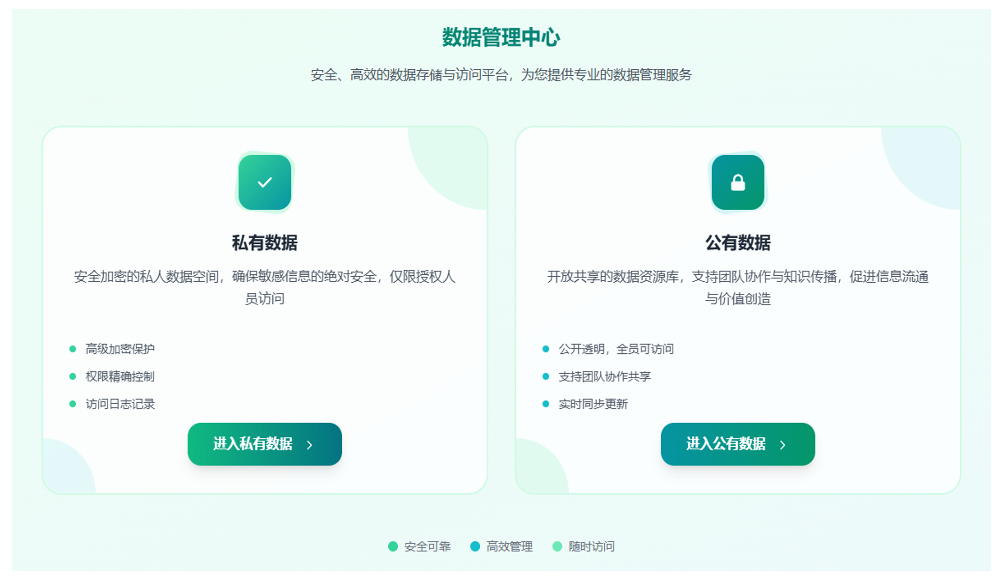 数据管理中心
安全、高效的数据存储与访问平台，为您提供专业的数据管理服务
私有数据
安全加密的私人数据空间，确保敏感信息的绝对安全，仅限授权人
员访问
高级加密保护
权限精确控制
访问日志记录
进入私有数据
公有数据
开放共享的数据资源库，支持团队协作与知识传播，促进信息流通
与价值创造
公开透明，全员可访问
支持团队协作共享
实时同步更新
进入公有数据
安全可靠
高效管理
随时访问